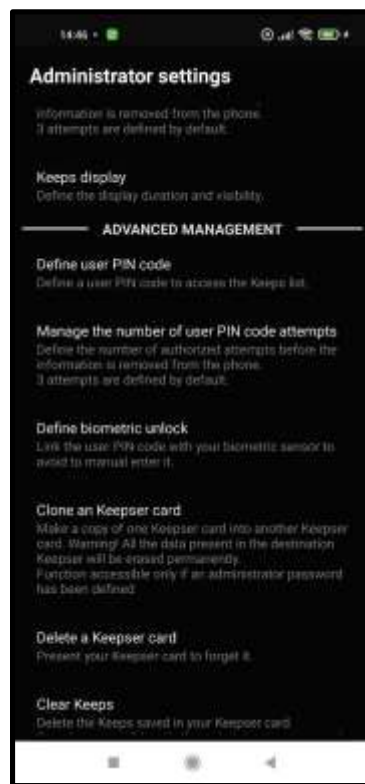 14:46
Administrator settings
information is removed from the phone.
3 attempts are defined by default.
Keeps display
Define the display duration and visibility.
ADVANCED MANAGEMENT
Define user PIN code
Define a user PIN code to access the Keeps list.
Manage the number of user PIN code attempts
Define the number of authorized attempts before the
information is removed from the phone.
3 attempts are defined by default.
Define biometric unlock
Link the user PIN code with your biometric sensor to
avoid to manual enter it.
Clone an Keepser card
Make a copy of one Keepser card into another Keepser
card. Warning! All the data present in the destination
Keepser will be erased permanently.
Function accessible only if an administrator password
has been defined
Delete a Keepser card
Present your Keepser card to forget it.
Clear Keeps
Delete the Keeps saved in your Keepser card